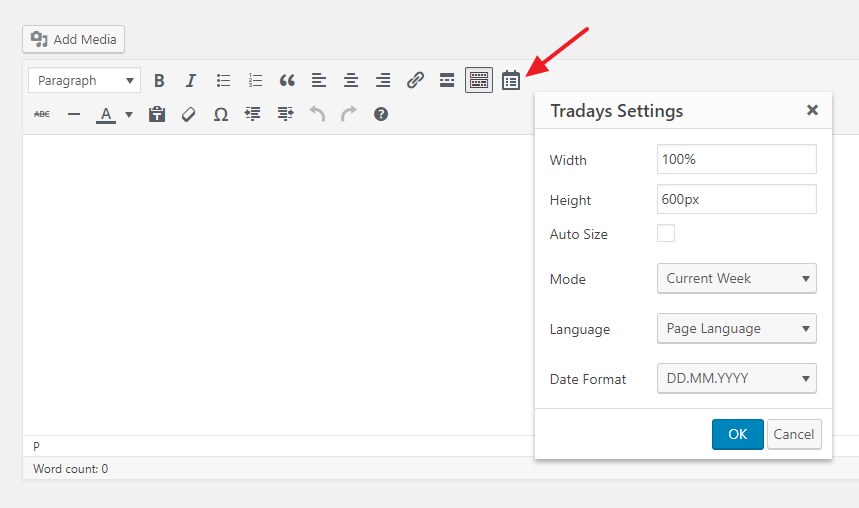 Add Media
Paragraph
B
I
ABC
A
Ω
Tradays Settings
Width
100%
Height
600px
Auto Size
Mode
Current Week
Language
Page Language
Date Format
DD.MM.YYYY
OK
Cancel
P
Word count: 0